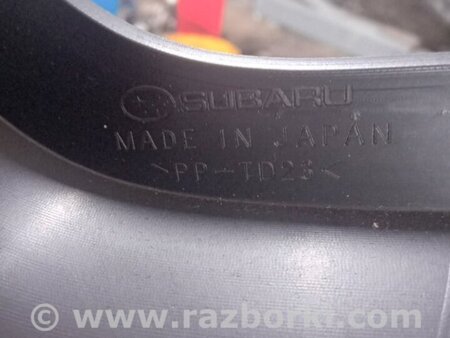 SUBARU
MADE IN JAPAN
>PP-TD23<
© www.razborki.com